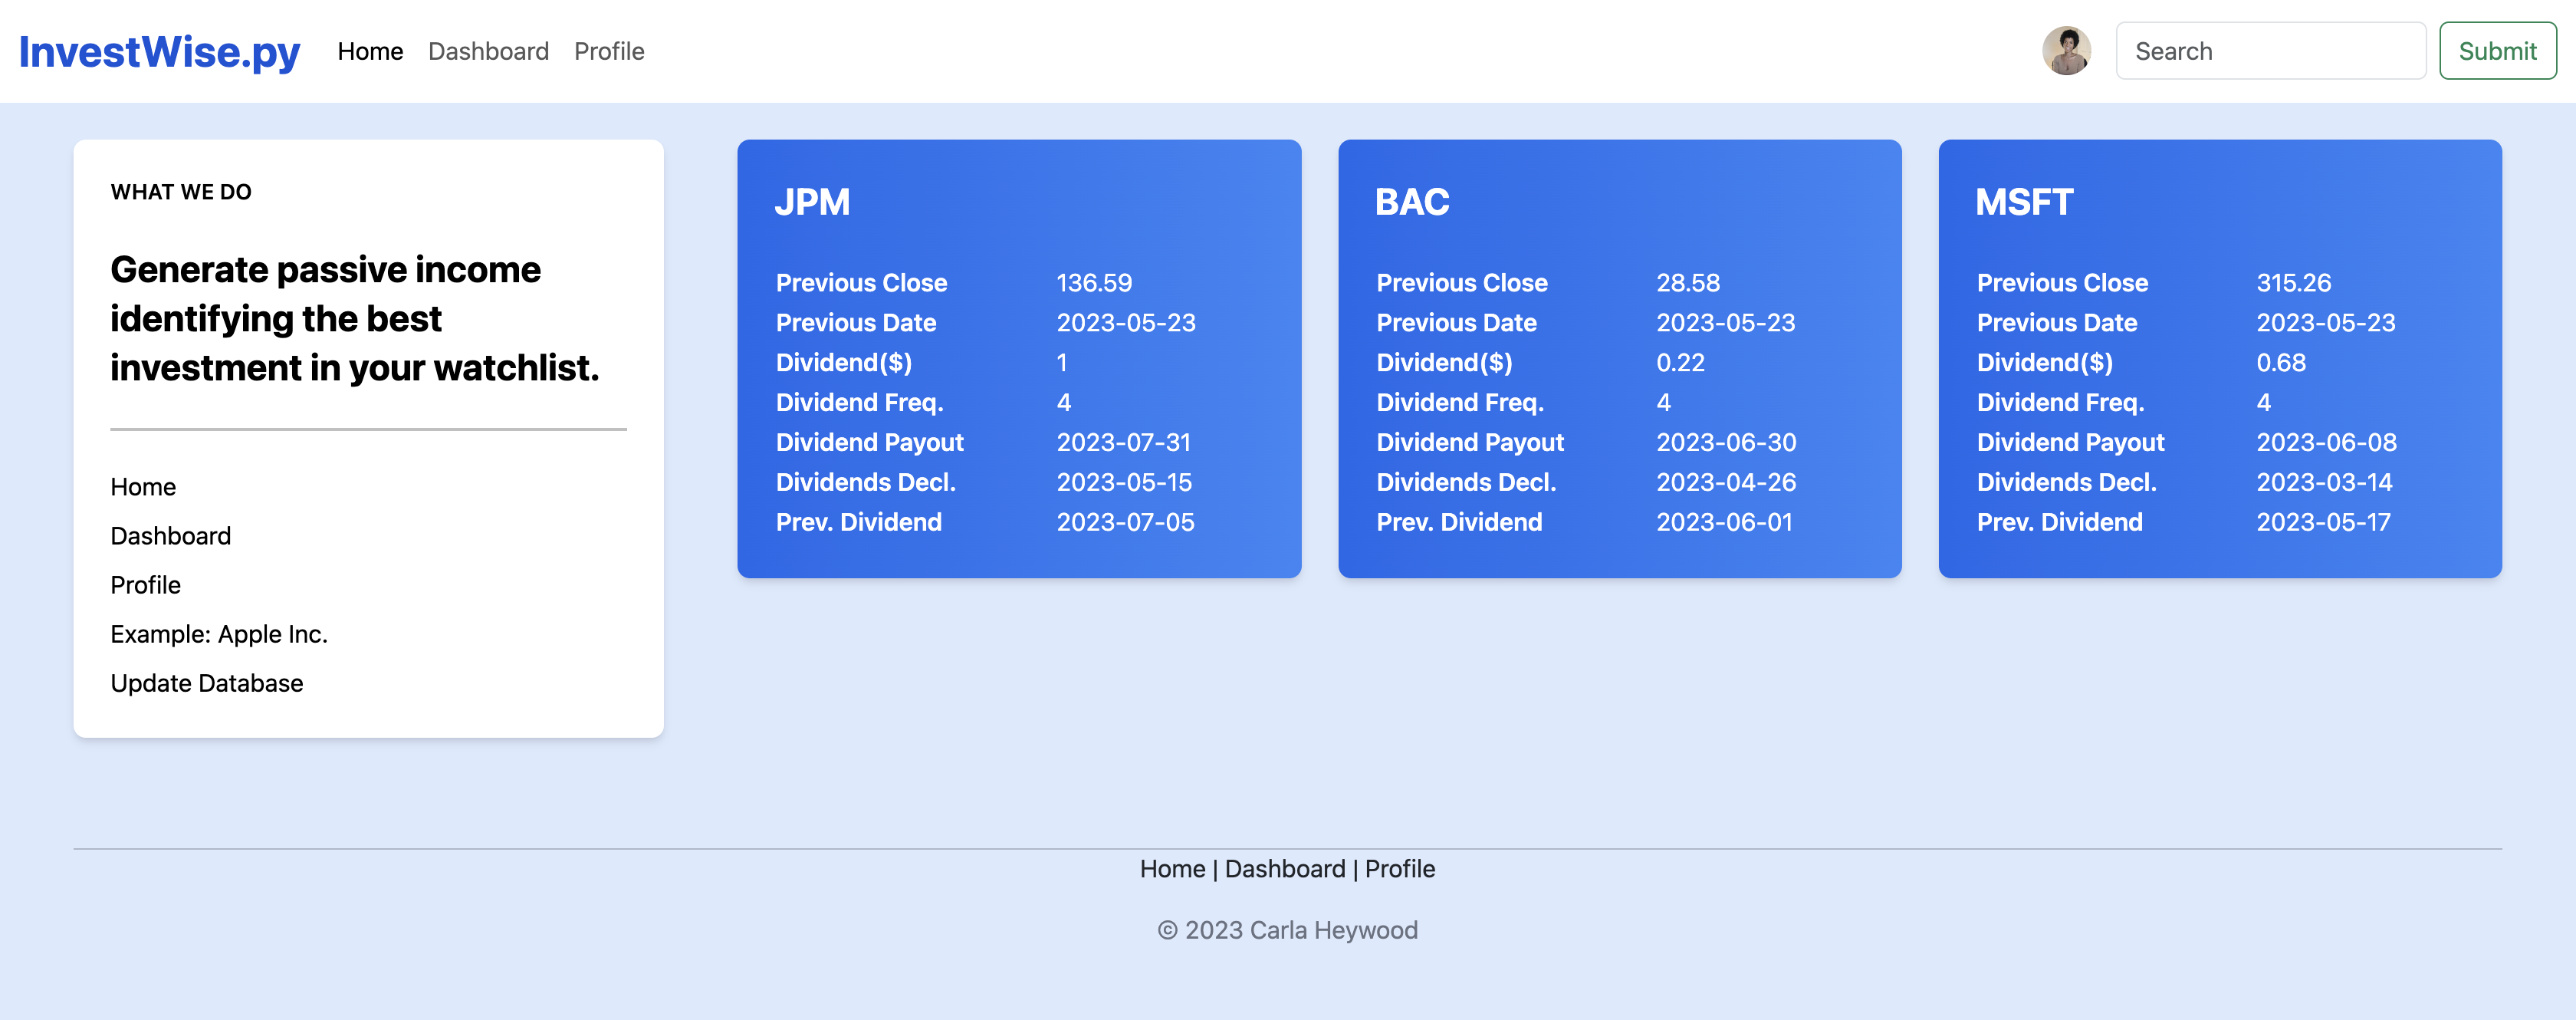 InvestWise.py Home Dashboard Profile Search Submit
WHAT WE DO
Generate passive income
identifying the best
investment in your watchlist.
Home
Dashboard
Profile
Example: Apple Inc.
Update Database
JPM
Previous Close 136.59
Previous Date 2023-05-23
Dividend($) 1
Dividend Freq. 4
Dividend Payout 2023-07-31
Dividends Decl. 2023-05-15
Prev. Dividend 2023-07-05
BAC
Previous Close 28.58
Previous Date 2023-05-23
Dividend($) 0.22
Dividend Freq. 4
Dividend Payout 2023-06-30
Dividends Decl. 2023-04-26
Prev. Dividend 2023-06-01
MSFT
Previous Close 315.26
Previous Date 2023-05-23
Dividend($) 0.68
Dividend Freq. 4
Dividend Payout 2023-06-08
Dividends Decl. 2023-03-14
Prev. Dividend 2023-05-17
Home | Dashboard | Profile
© 2023 Carla Heywood